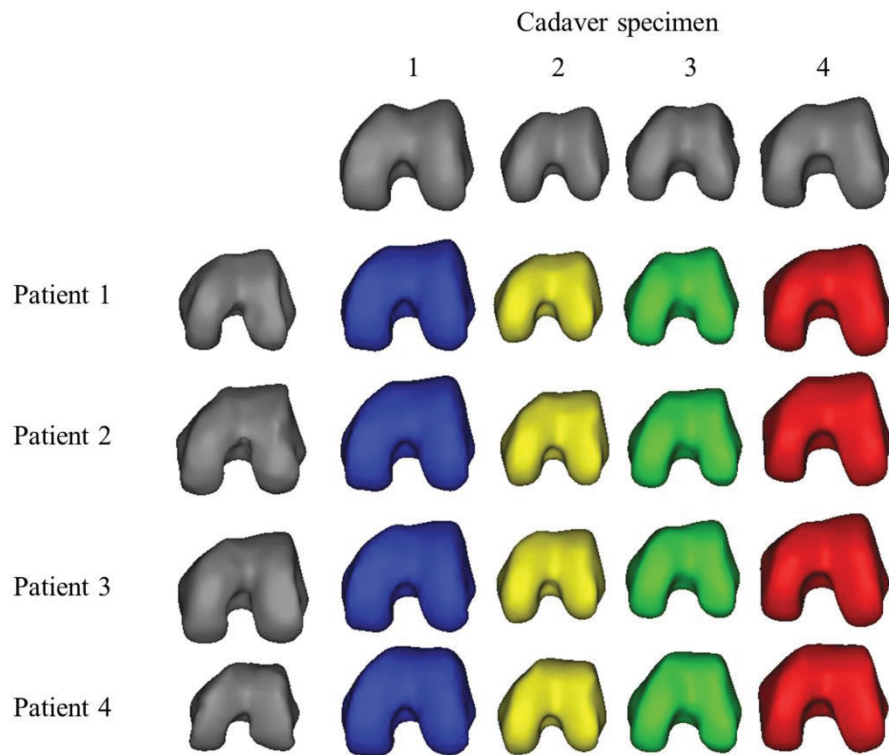 Cadaver specimen
1 2 3 4
Patient 1
Patient 2
Patient 3
Patient 4